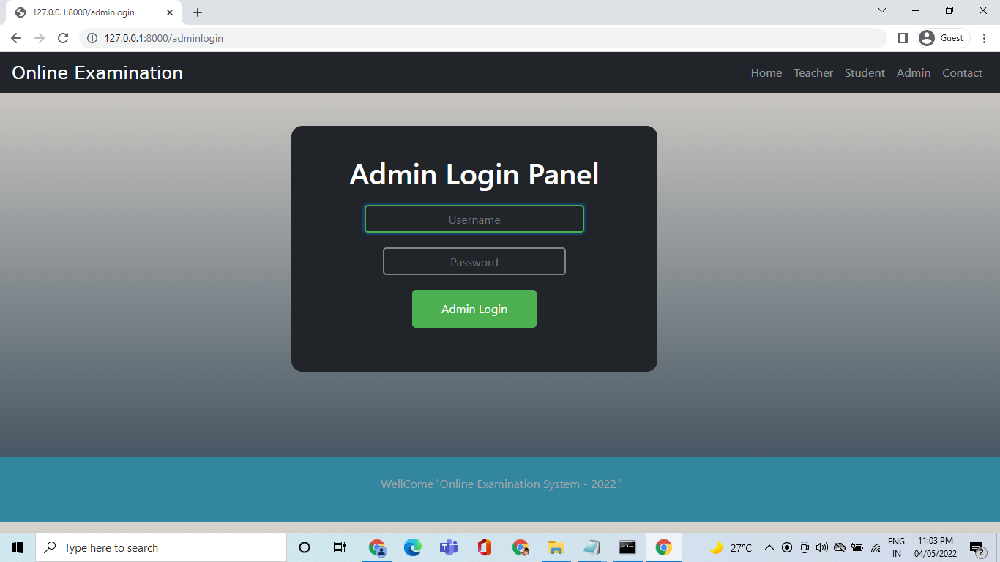 127.0.0.1:8000/adminlogin
127.0.0.1:8000/adminlogin
Guest
Online Examination
Home Teacher Student Admin Contact
Admin Login Panel
Username
Password
Admin Login
WellCome "Online Examination System - 2022"
Type here to search
27°C
ENG
IN
11:03 PM
04/05/2022
2